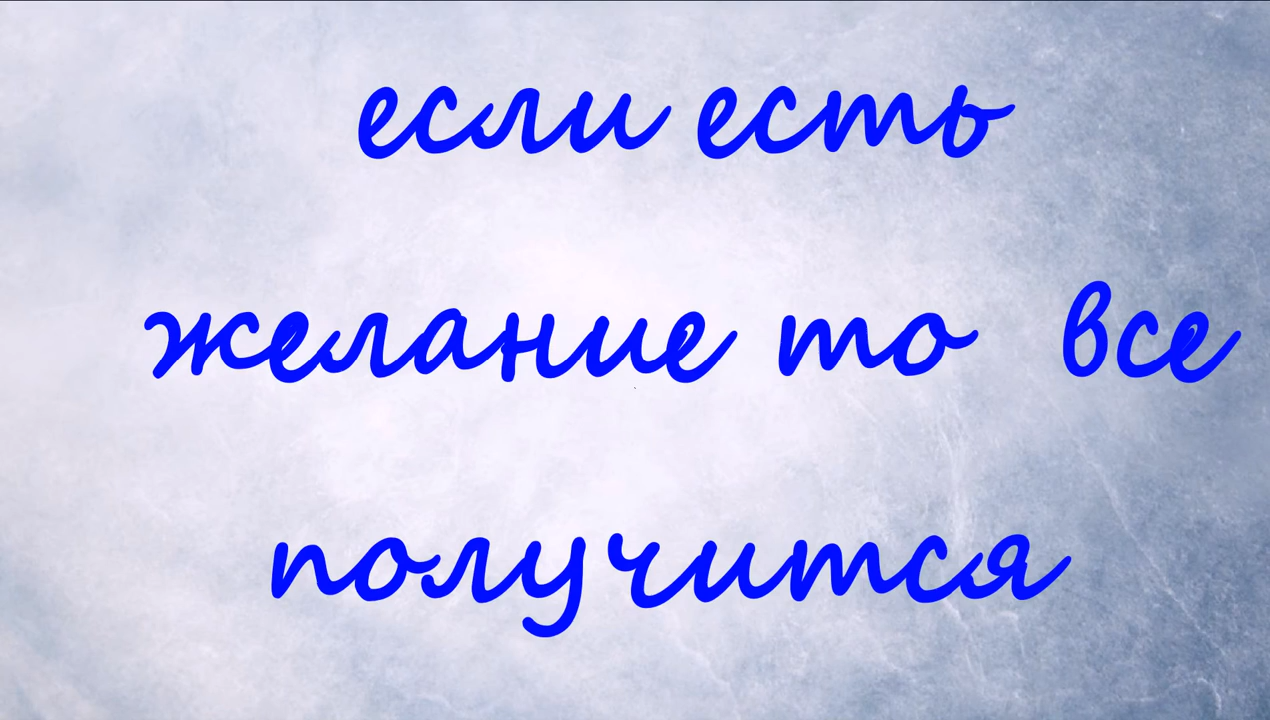 если есть
желание то все
получится